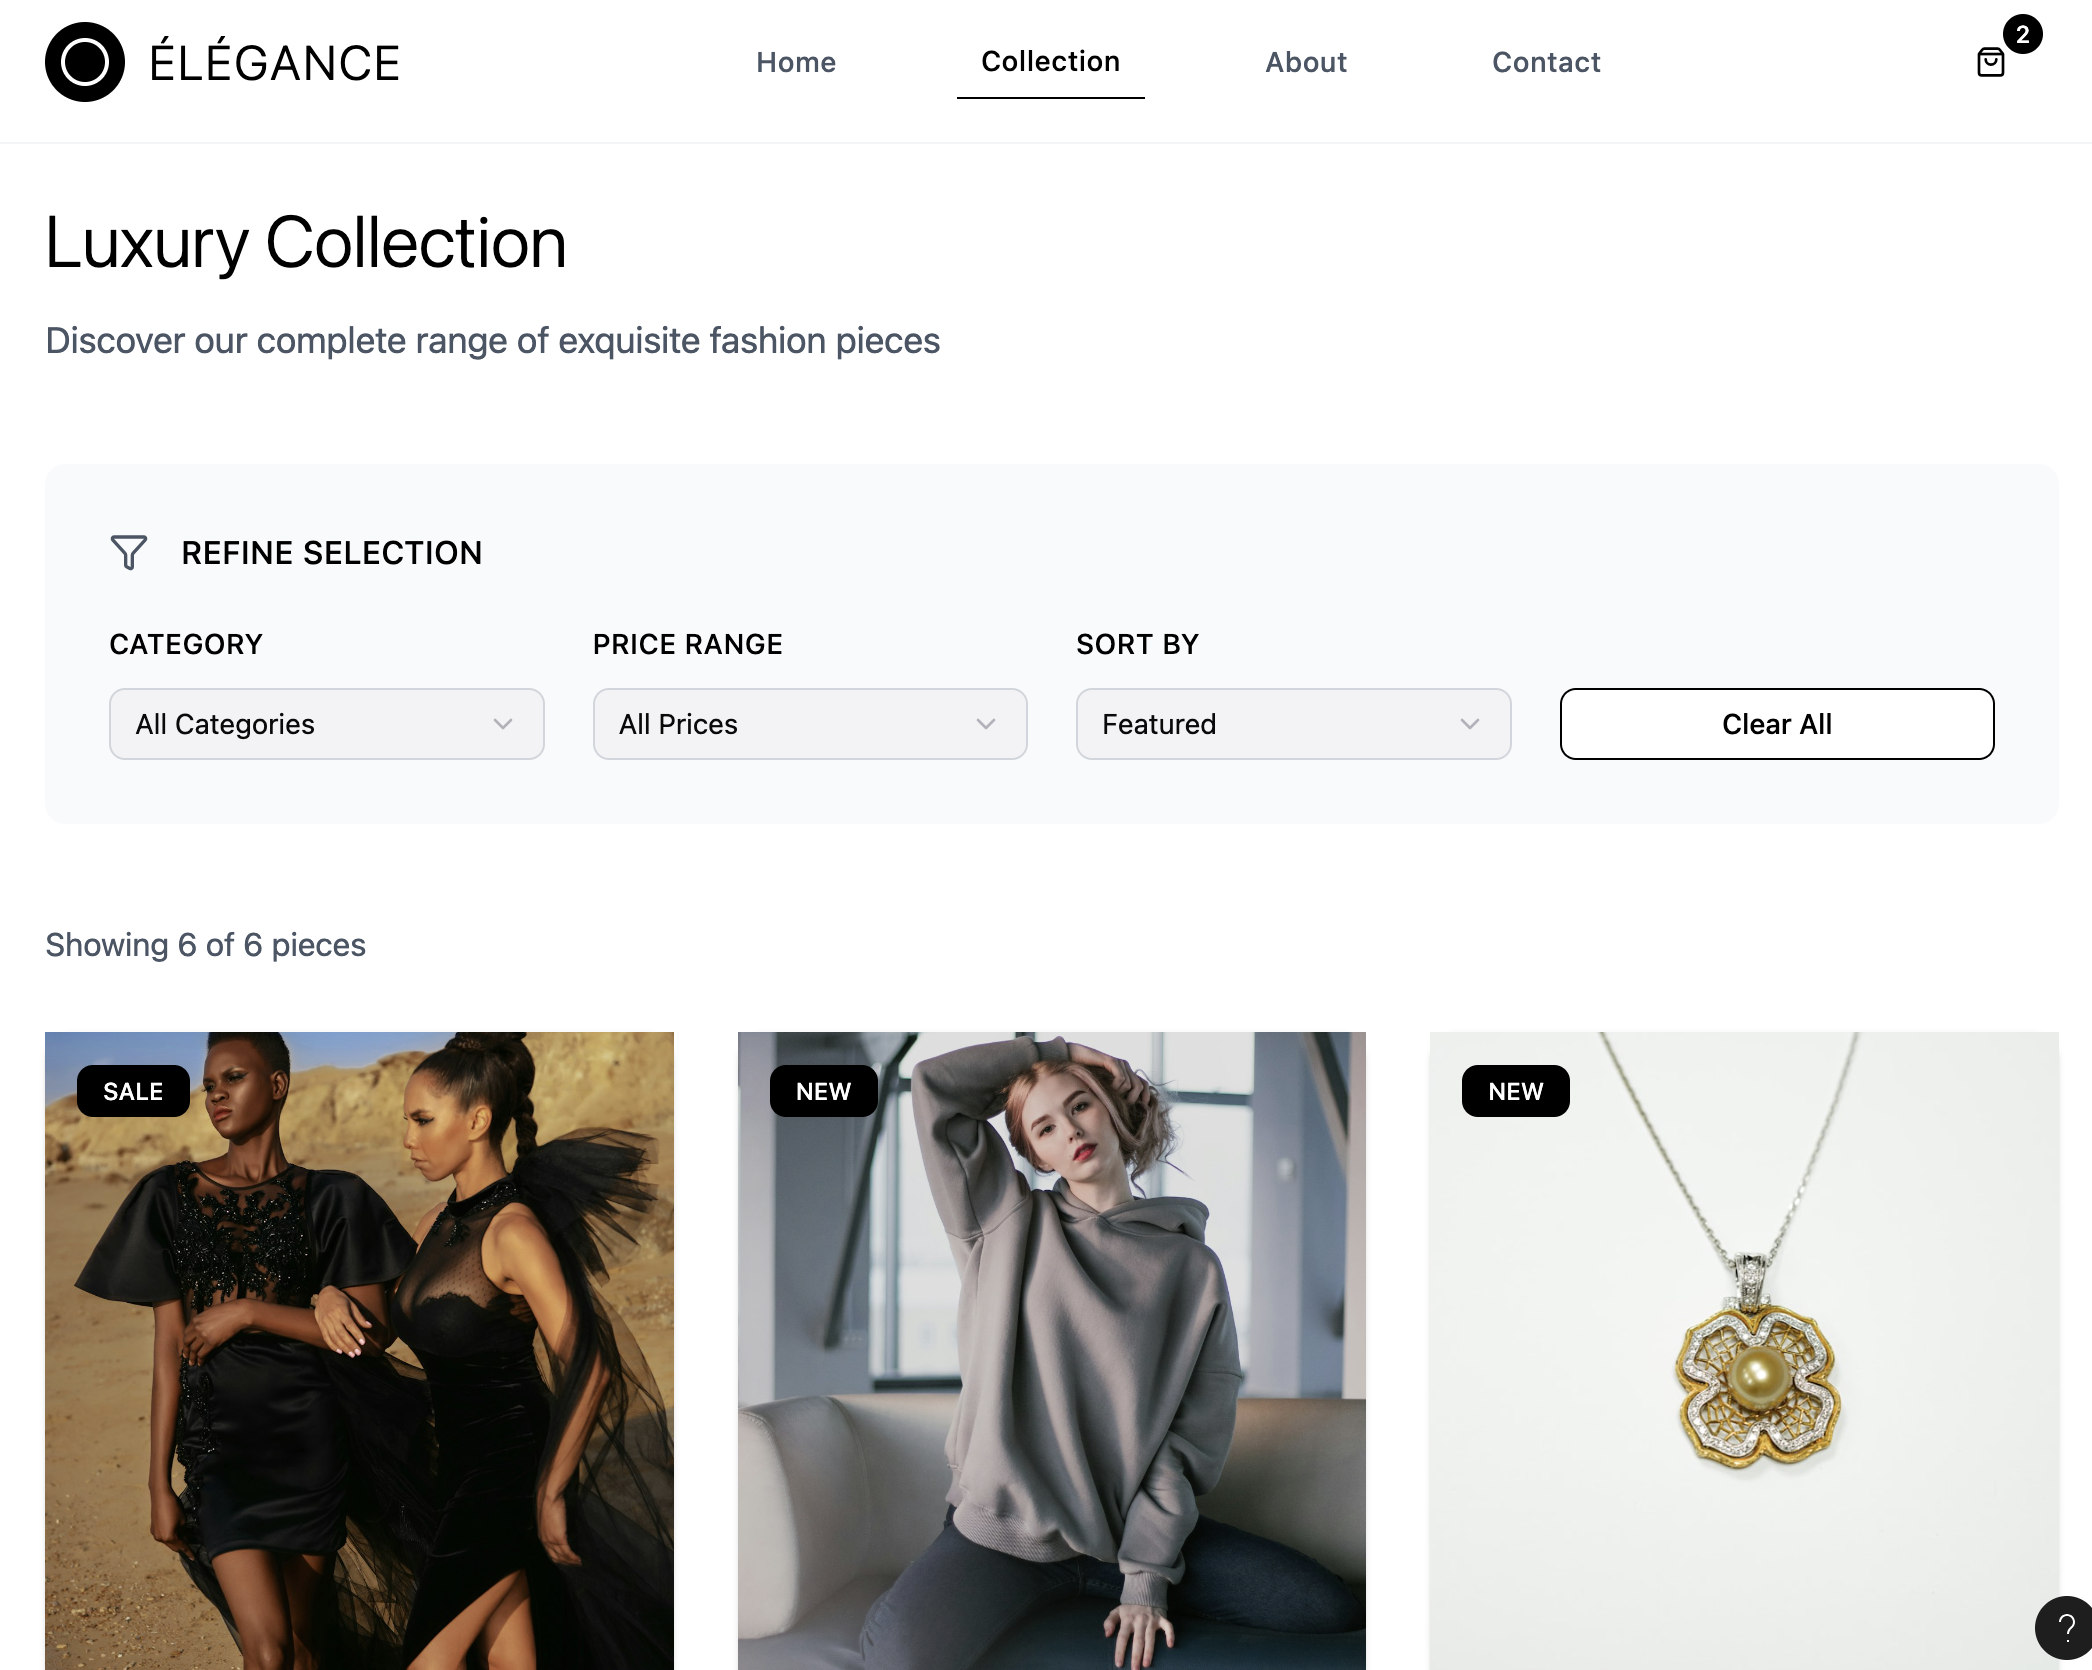 ÉLÉGANCE
Home
Collection
About
Contact
2
Luxury Collection
Discover our complete range of exquisite fashion pieces
REFINE SELECTION
CATEGORY
PRICE RANGE
SORT BY
All Categories
All Prices
Featured
Clear All
Showing 6 of 6 pieces
SALE
NEW
NEW
?